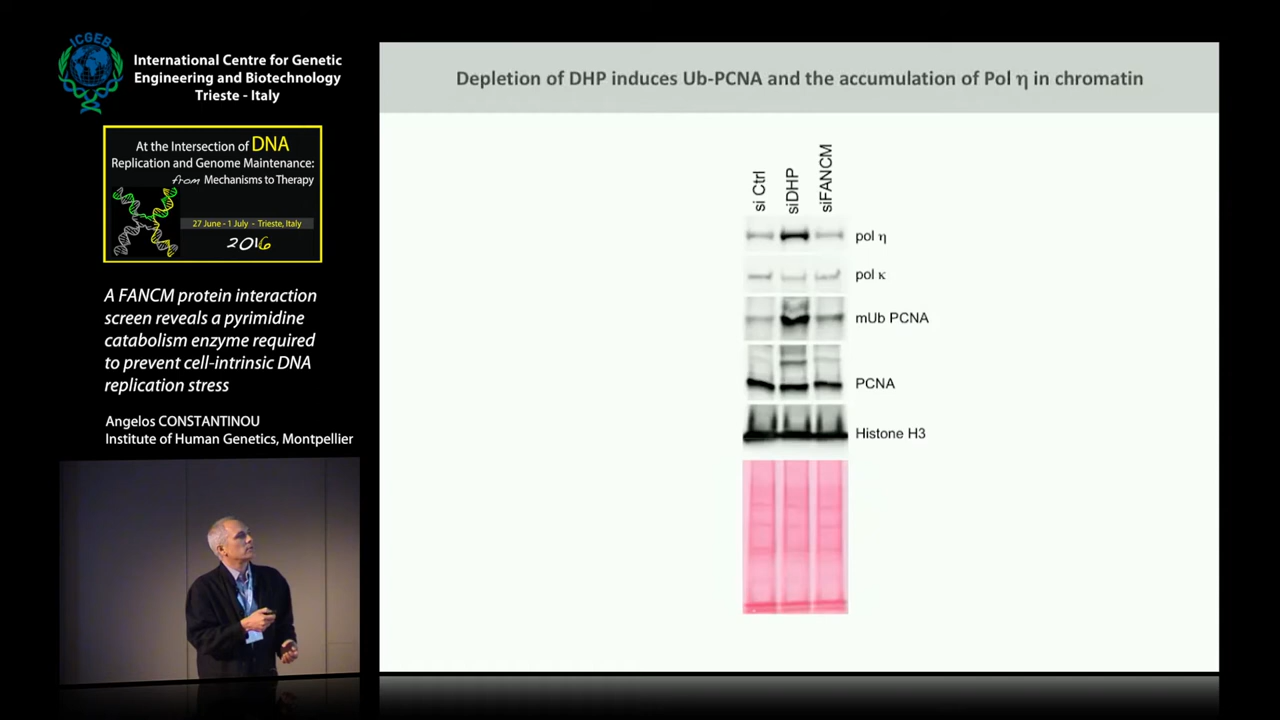 ICGEB
International Centre for Genetic
Engineering and Biotechnology
Trieste - Italy
At the Intersection of DNA
Replication and Genome Maintenance:
from Mechanisms to Therapy
27 June - 1 July - Trieste, Italy
2016
A FANCM protein interaction
screen reveals a pyrimidine
catabolism enzyme required
to prevent cell-intrinsic DNA
replication stress
Angelos CONSTANTINOU
Institute of Human Genetics, Montpellier
Depletion of DHP induces Ub-PCNA and the accumulation of Pol η in chromatin
si Ctrl
siDHP
siFANCM
pol η
pol κ
mUb PCNA
PCNA
Histone H3